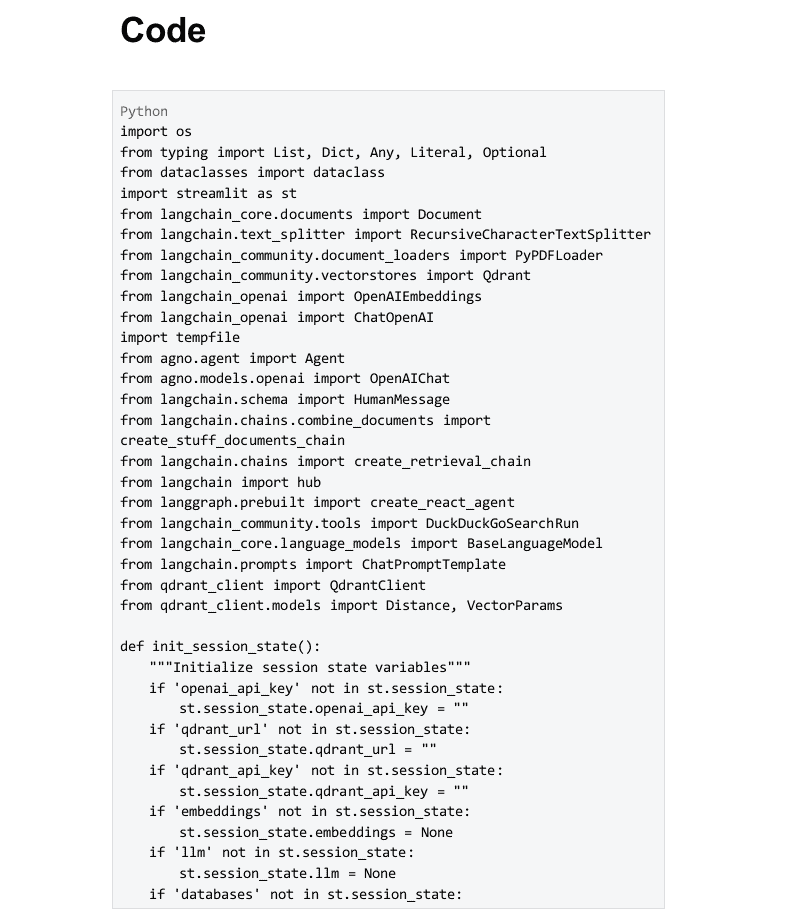 Code
Python
import os
from typing import List, Dict, Any, Literal, Optional
from dataclasses import dataclass
import streamlit as st
from langchain_core.documents import Document
from langchain.text_splitter import RecursiveCharacterTextSplitter
from langchain_community.document_loaders import PyPDFLoader
from langchain_community.vectorstores import Qdrant
from langchain_openai import OpenAIEmbeddings
from langchain_openai import ChatOpenAI
import tempfile
from agno.agent import Agent
from agno.models.openai import OpenAIChat
from langchain.schema import HumanMessage
from langchain.chains.combine_documents import
create_stuff_documents_chain
from langchain.chains import create_retrieval_chain
from langchain import hub
from langgraph.prebuilt import create_react_agent
from langchain_community.tools import DuckDuckGoSearchRun
from langchain_core.language_models import BaseLanguageModel
from langchain.prompts import ChatPromptTemplate
from qdrant_client import QdrantClient
from qdrant_client.models import Distance, VectorParams

def init_session_state():
    """Initialize session state variables"""
    if 'openai_api_key' not in st.session_state:
        st.session_state.openai_api_key = ""
    if 'qdrant_url' not in st.session_state:
        st.session_state.qdrant_url = ""
    if 'qdrant_api_key' not in st.session_state:
        st.session_state.qdrant_api_key = ""
    if 'embeddings' not in st.session_state:
        st.session_state.embeddings = None
    if 'llm' not in st.session_state:
        st.session_state.llm = None
    if 'databases' not in st.session_state: